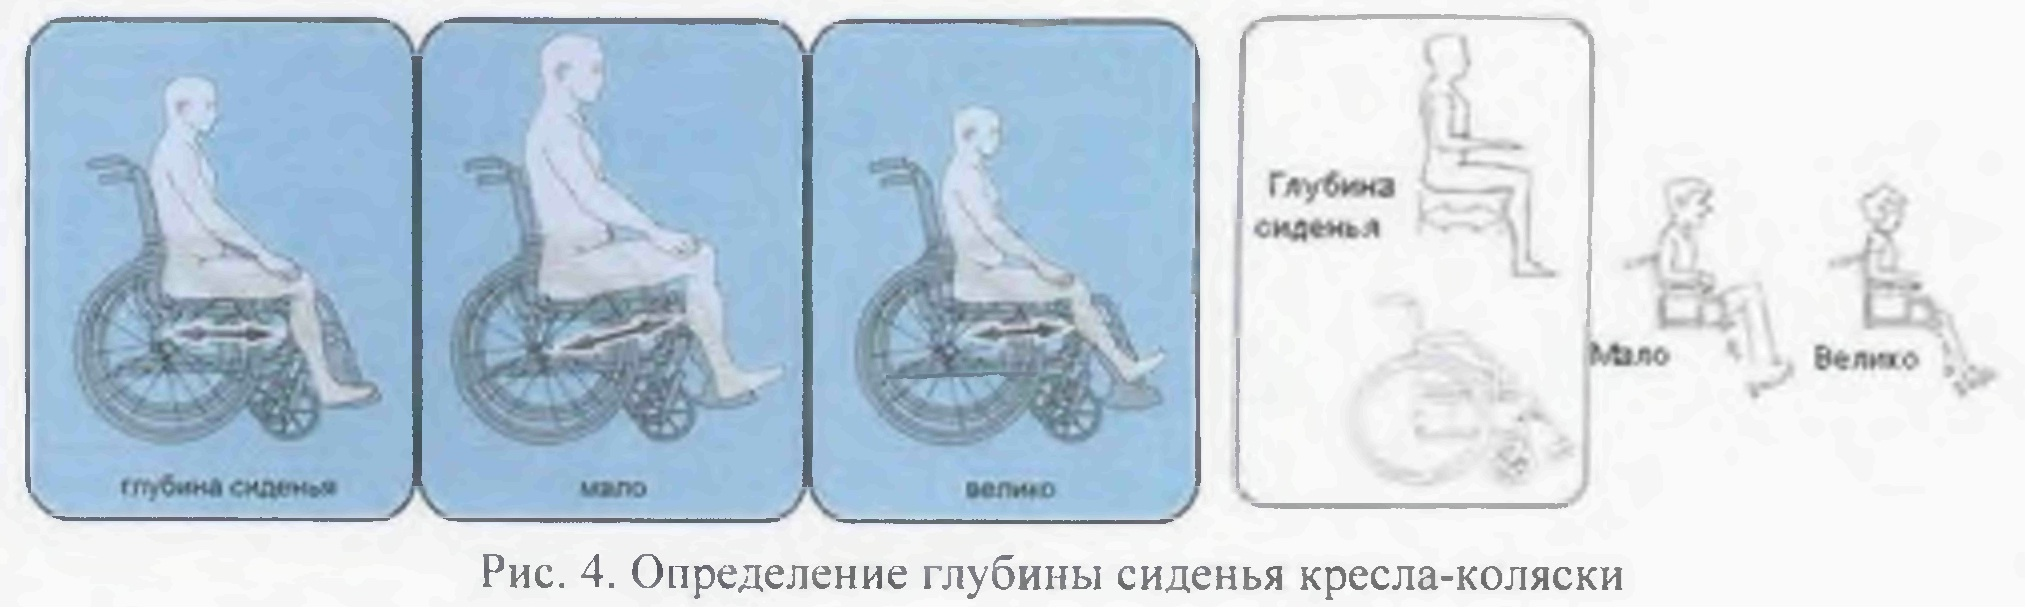 глубина сиденья
мало
велико
Глубина
сиденья
Мало
Велико
Рис. 4. Определение глубины сиденья кресла-коляски